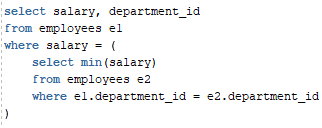 select salary, department_id
from employees e1
where salary = (
    select min(salary)
    from employees e2
    where e1.department_id = e2.department_id
)